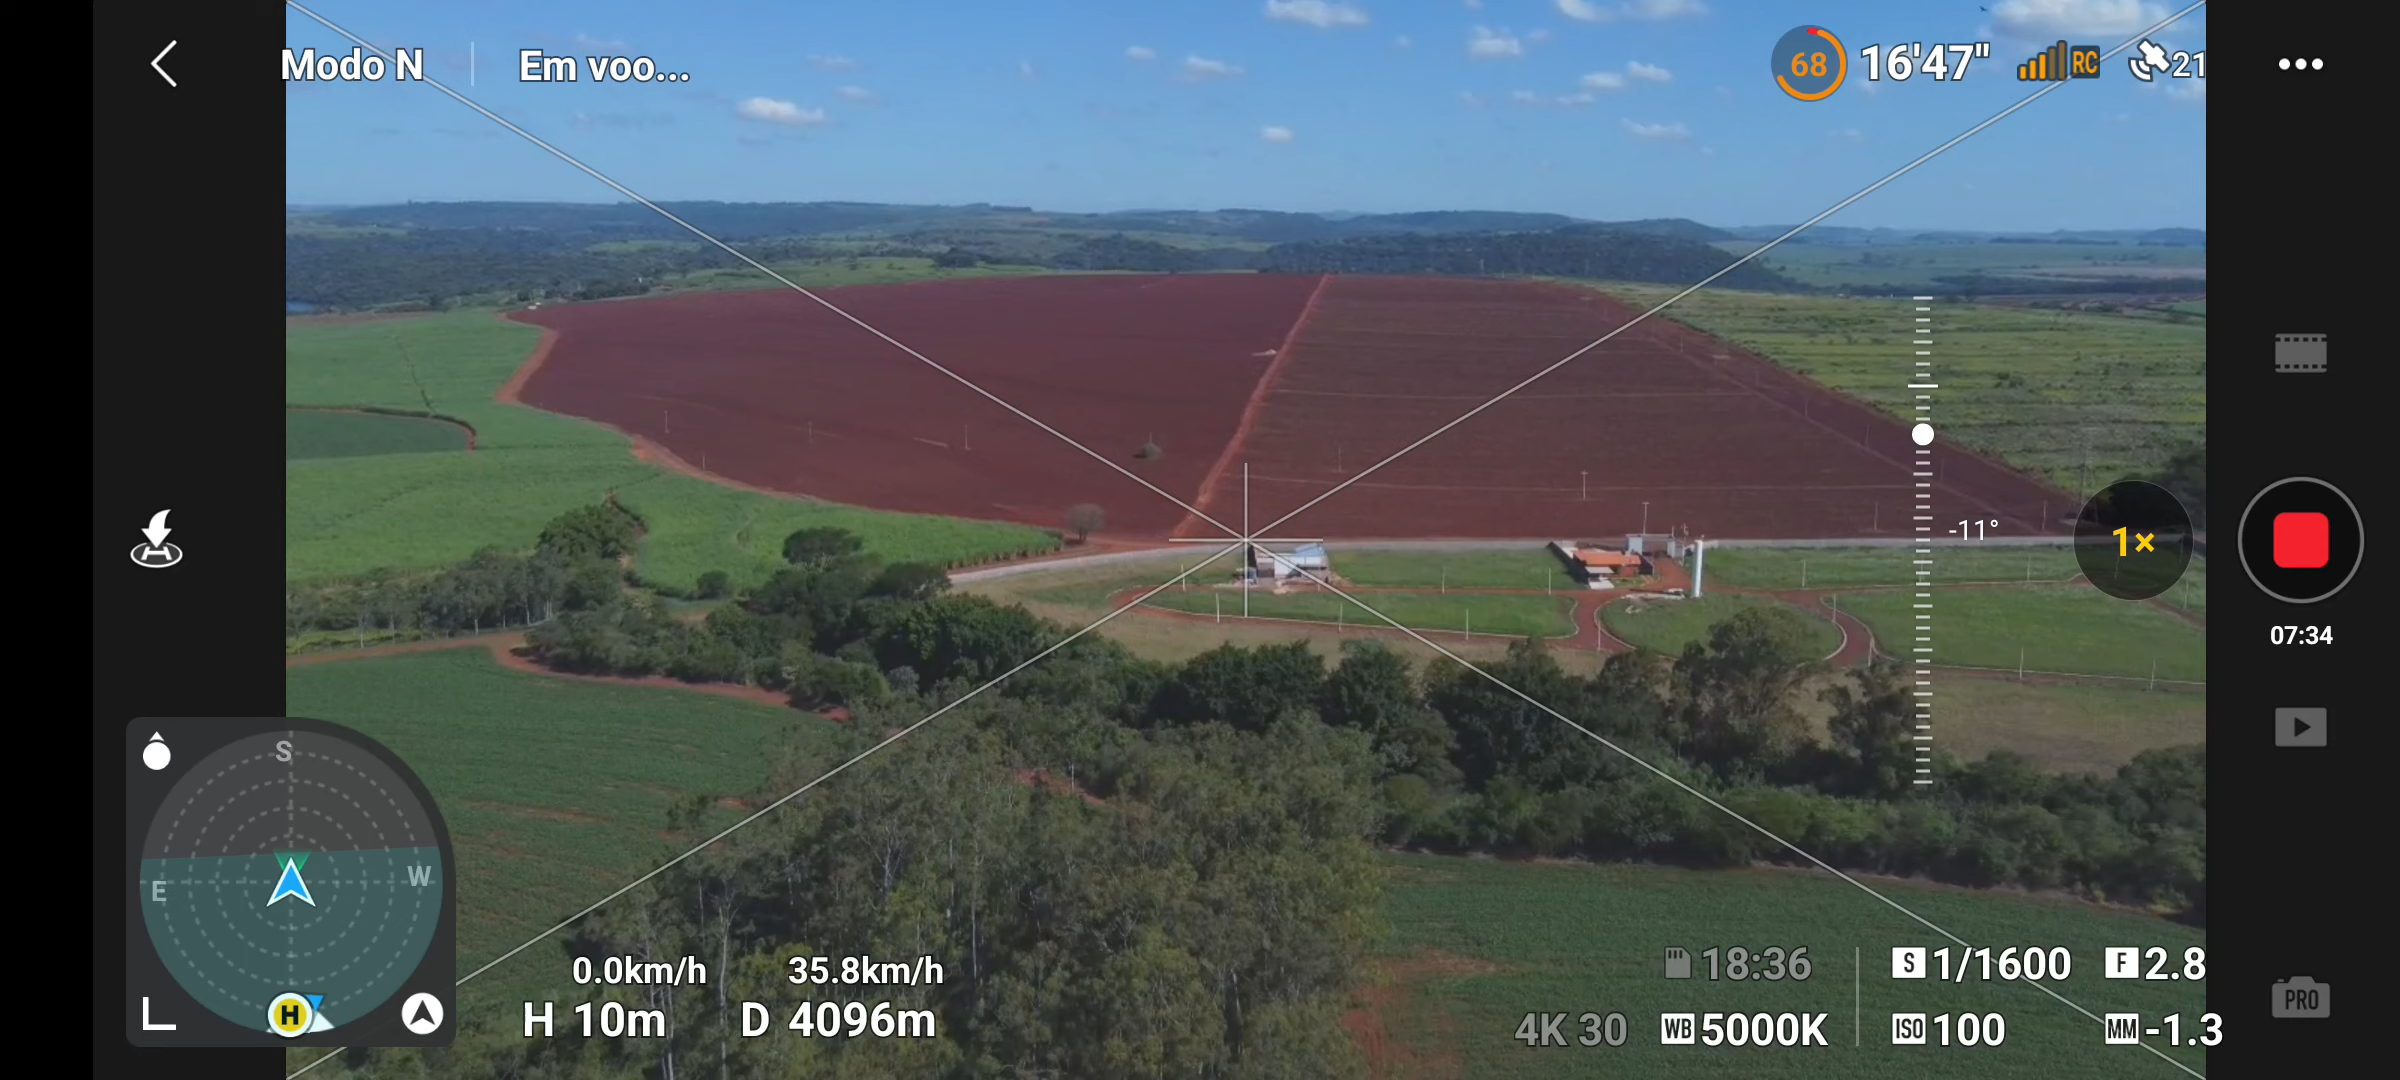 Modo N
Em voo...
68
16'47"
RC
21
-11°
1×
07:34
S
E
W
H
0.0km/h
35.8km/h
H 10m
D 4096m
18:36
S 1/1600
F 2.8
4K 30
WB 5000K
ISO 100
MM -1.3
PRO